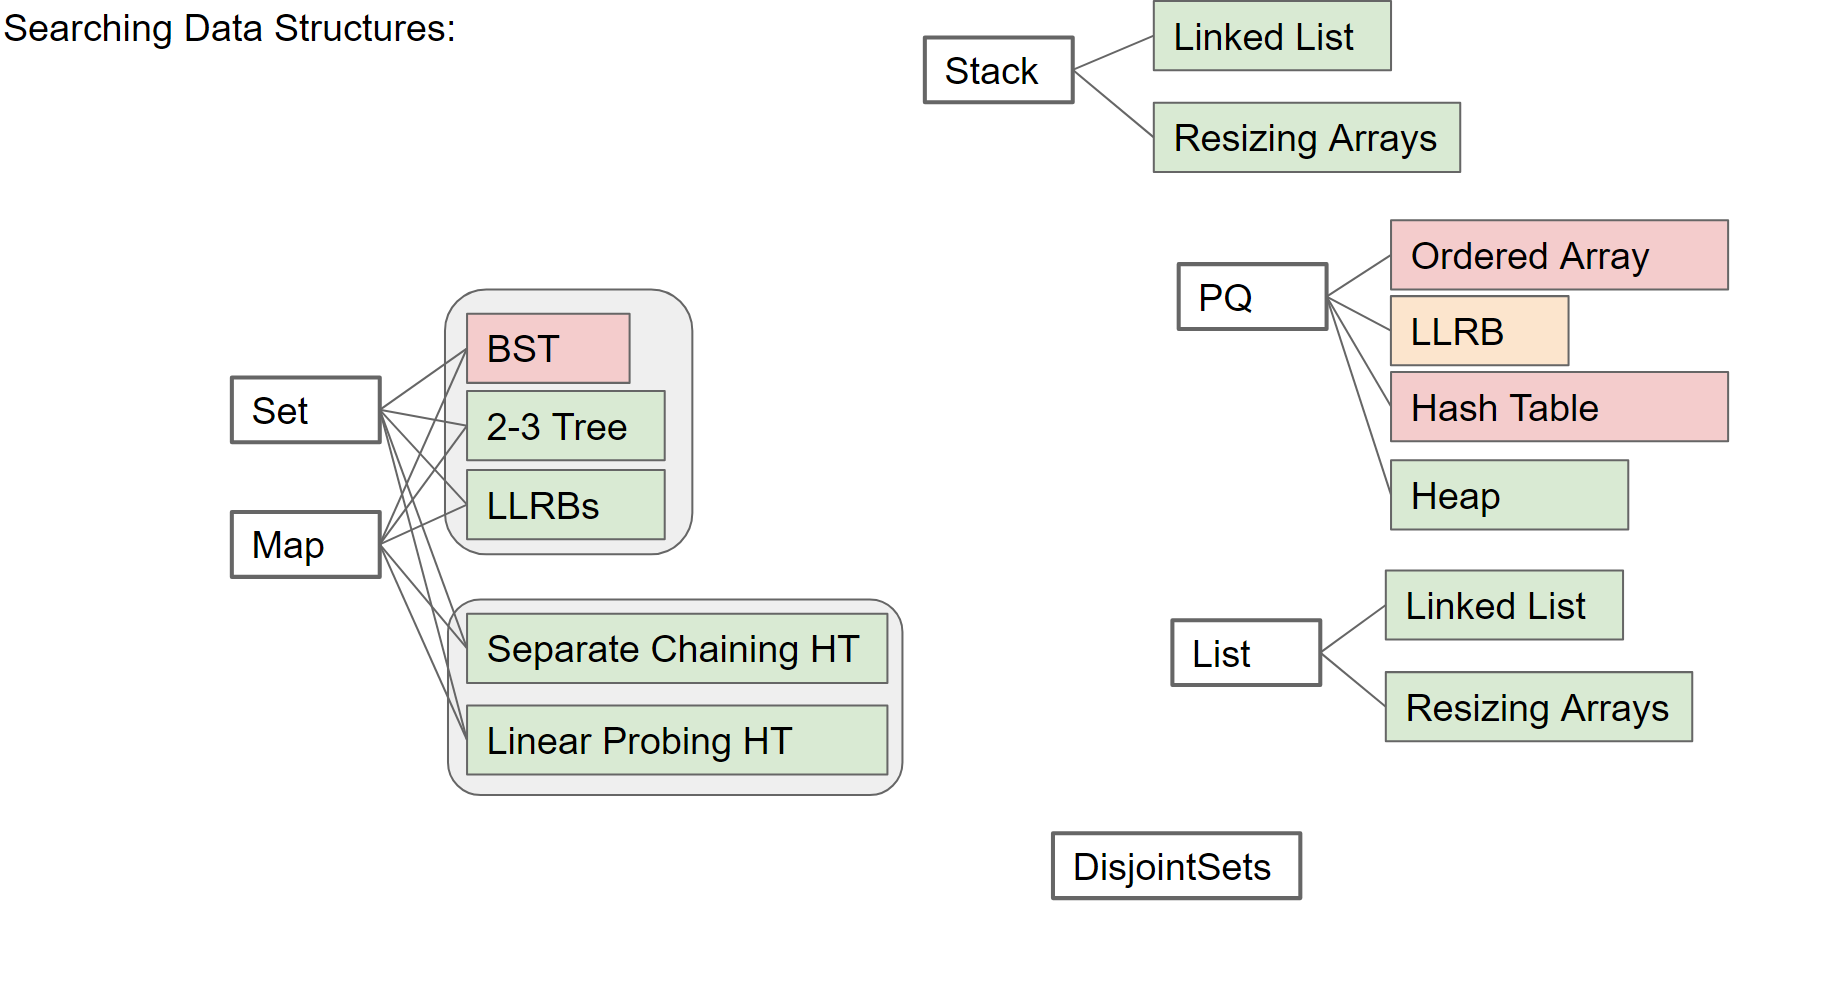 Searching Data Structures:
Stack
Linked List
Resizing Arrays
PQ
Ordered Array
LLRB
Hash Table
Heap
Set
Map
BST
2-3 Tree
LLRBs
Separate Chaining HT
Linear Probing HT
List
Linked List
Resizing Arrays
DisjointSets